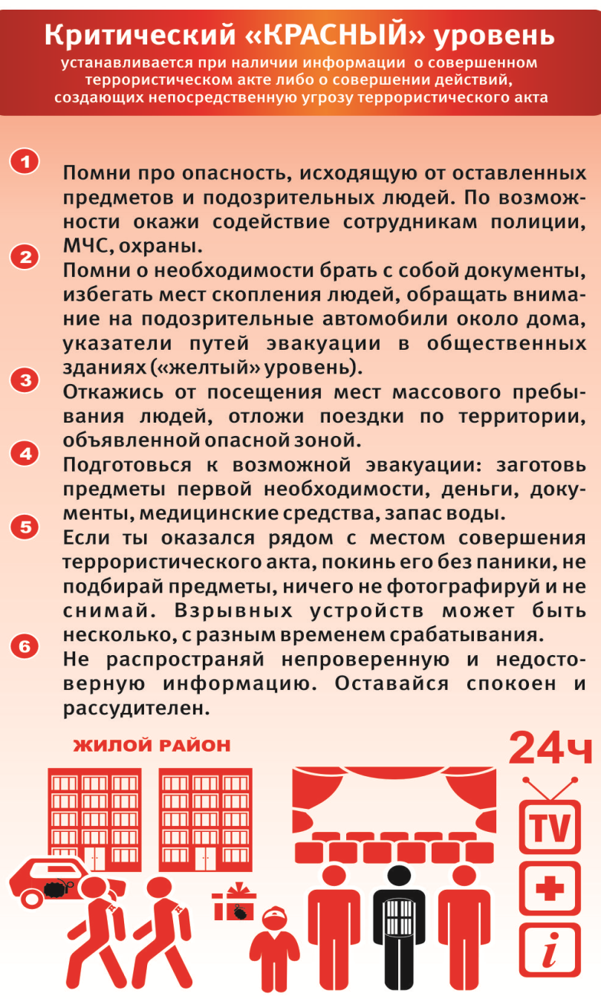 Критический «КРАСНЫЙ» уровень
устанавливается при наличии информации о совершенном
террористическом акте либо о совершении действий,
создающих непосредственную угрозу террористического акта
1
Помни про опасность, исходящую от оставленных
предметов и подозрительных людей. По возмож-
ности окажи содействие сотрудникам полиции,
МЧС, охраны.
2
Помни о необходимости брать с собой документы,
избегать мест скопления людей, обращать внима-
ние на подозрительные автомобили около дома,
указатели путей эвакуации в общественных
зданиях («желтый» уровень).
3
Откажись от посещения мест массового пребы-
вания людей, отложи поездки по территории,
объявленной опасной зоной.
4
Подготовься к возможной эвакуации: заготовь
предметы первой необходимости, деньги, доку-
менты, медицинские средства, запас воды.
5
Если ты оказался рядом с местом совершения
террористического акта, покинь его без паники, не
подбирай предметы, ничего не фотографируй и не
снимай. Взрывных устройств может быть
несколько, с разным временем срабатывания.
6
Не распространяй непроверенную и недосто-
верную информацию. Оставайся спокоен и
рассудителен.
ЖИЛОЙ РАЙОН
24ч
TV
i